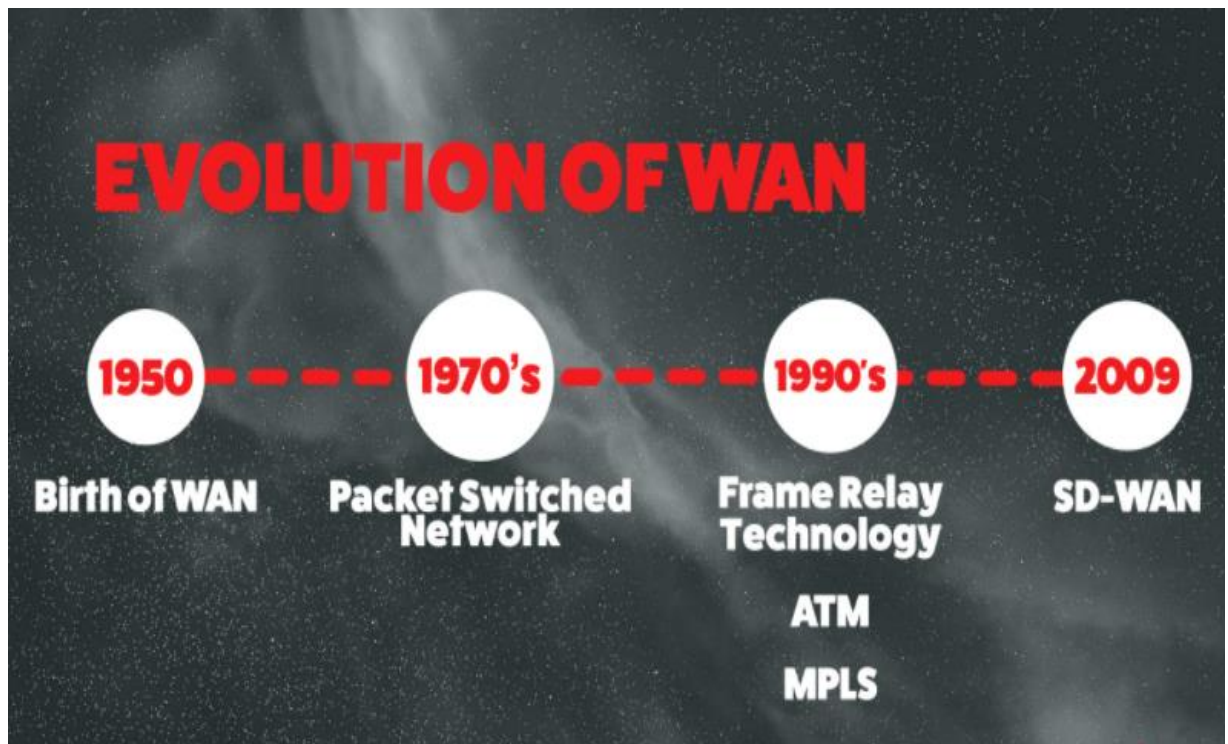 EVOLUTION OF WAN
1950
Birth of WAN
1970's
Packet Switched
Network
1990's
Frame Relay
Technology
ATM
MPLS
2009
SD-WAN